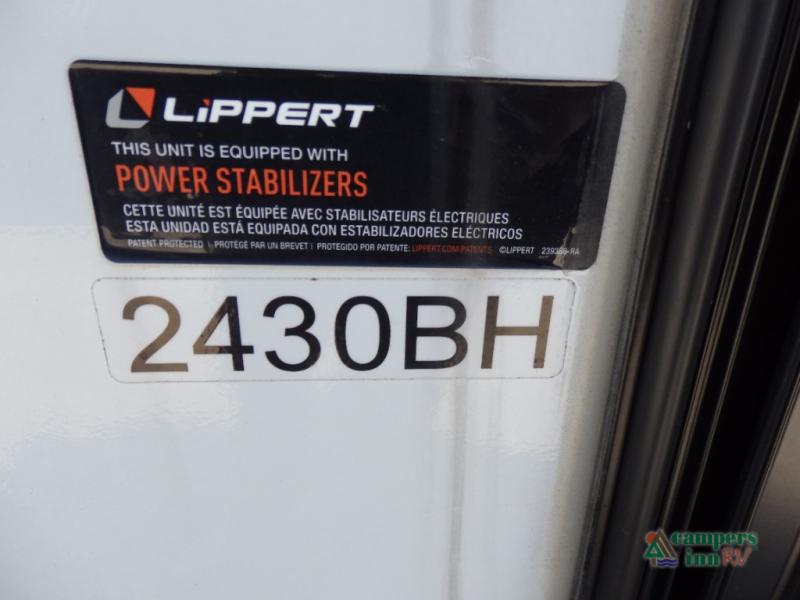 LiPPERT
THIS UNIT IS EQUIPPED WITH
POWER STABILIZERS
CETTE UNITÉ EST ÉQUIPÉE AVEC STABILISATEURS ÉLECTRIQUES
ESTA UNIDAD ESTÁ EQUIPADA CON ESTABILIZADORES ELÉCTRICOS
PATENT PROTECTED | PROTÉGÉ PAR UN BREVET | PROTEGIDO POR PATENTE: LIPPERT.COM/PATENTS ©LIPPERT
2430BH
campers
inn RV